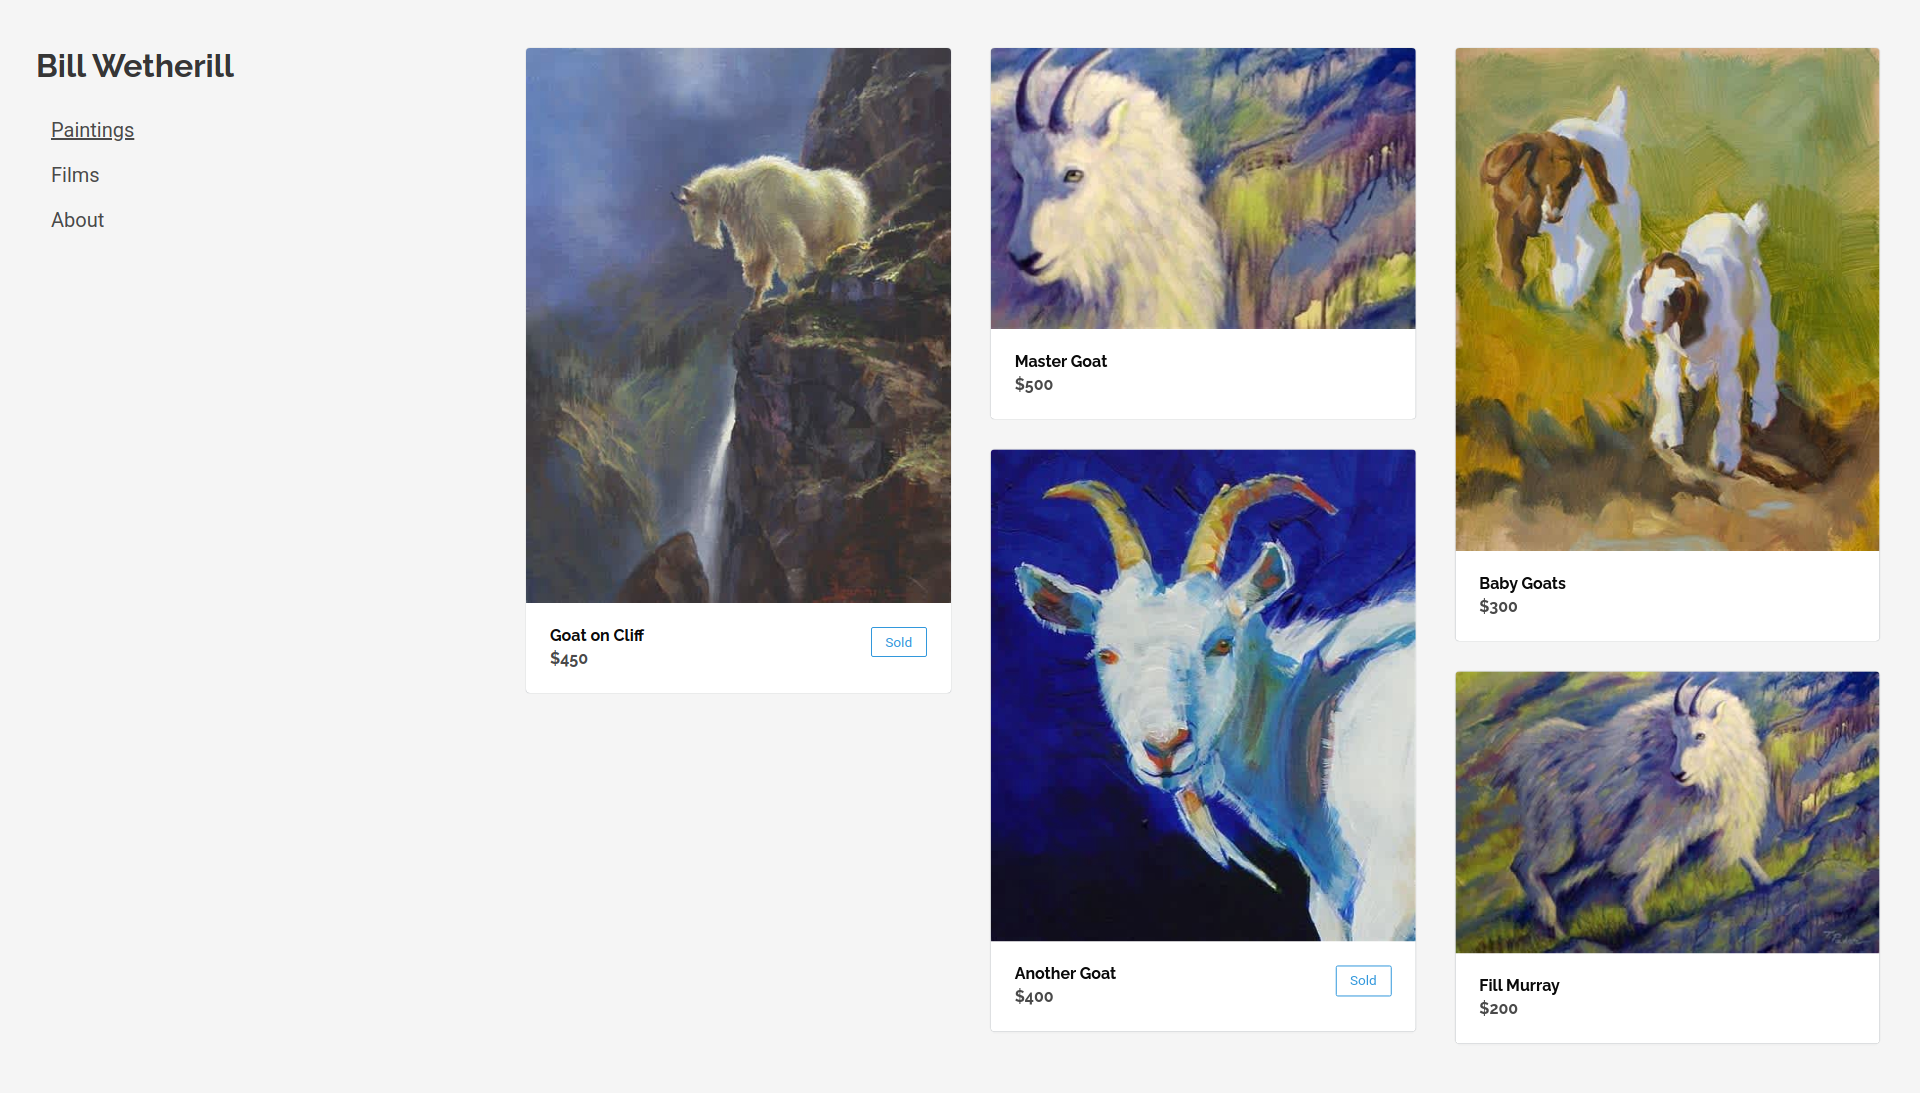 Bill Wetherill
Paintings
Films
About
Goat on Cliff
$450
Sold
Master Goat
$500
Another Goat
$400
Sold
Baby Goats
$300
Fill Murray
$200